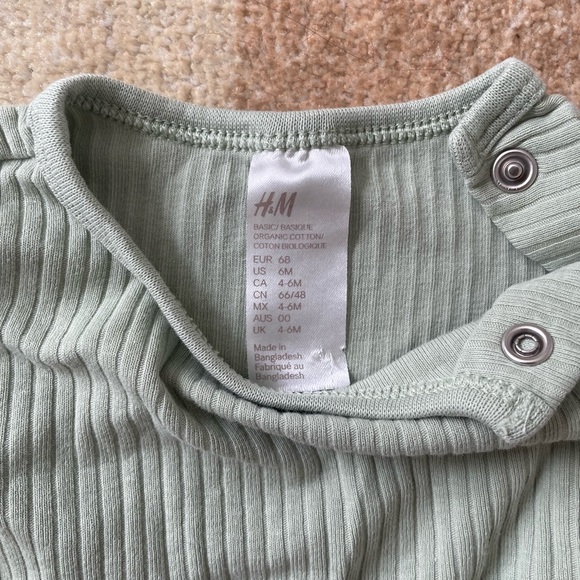 H&M
BASIC/BASIQUE
ORGANIC COTTON/
COTON BIOLOGIQUE
EUR 68
US 6M
CA 4-6M
CN 66/48
MX 4-6M
AUS 00
UK 4-6M
Made in
Bangladesh
Fabriqué au
Bangladesh